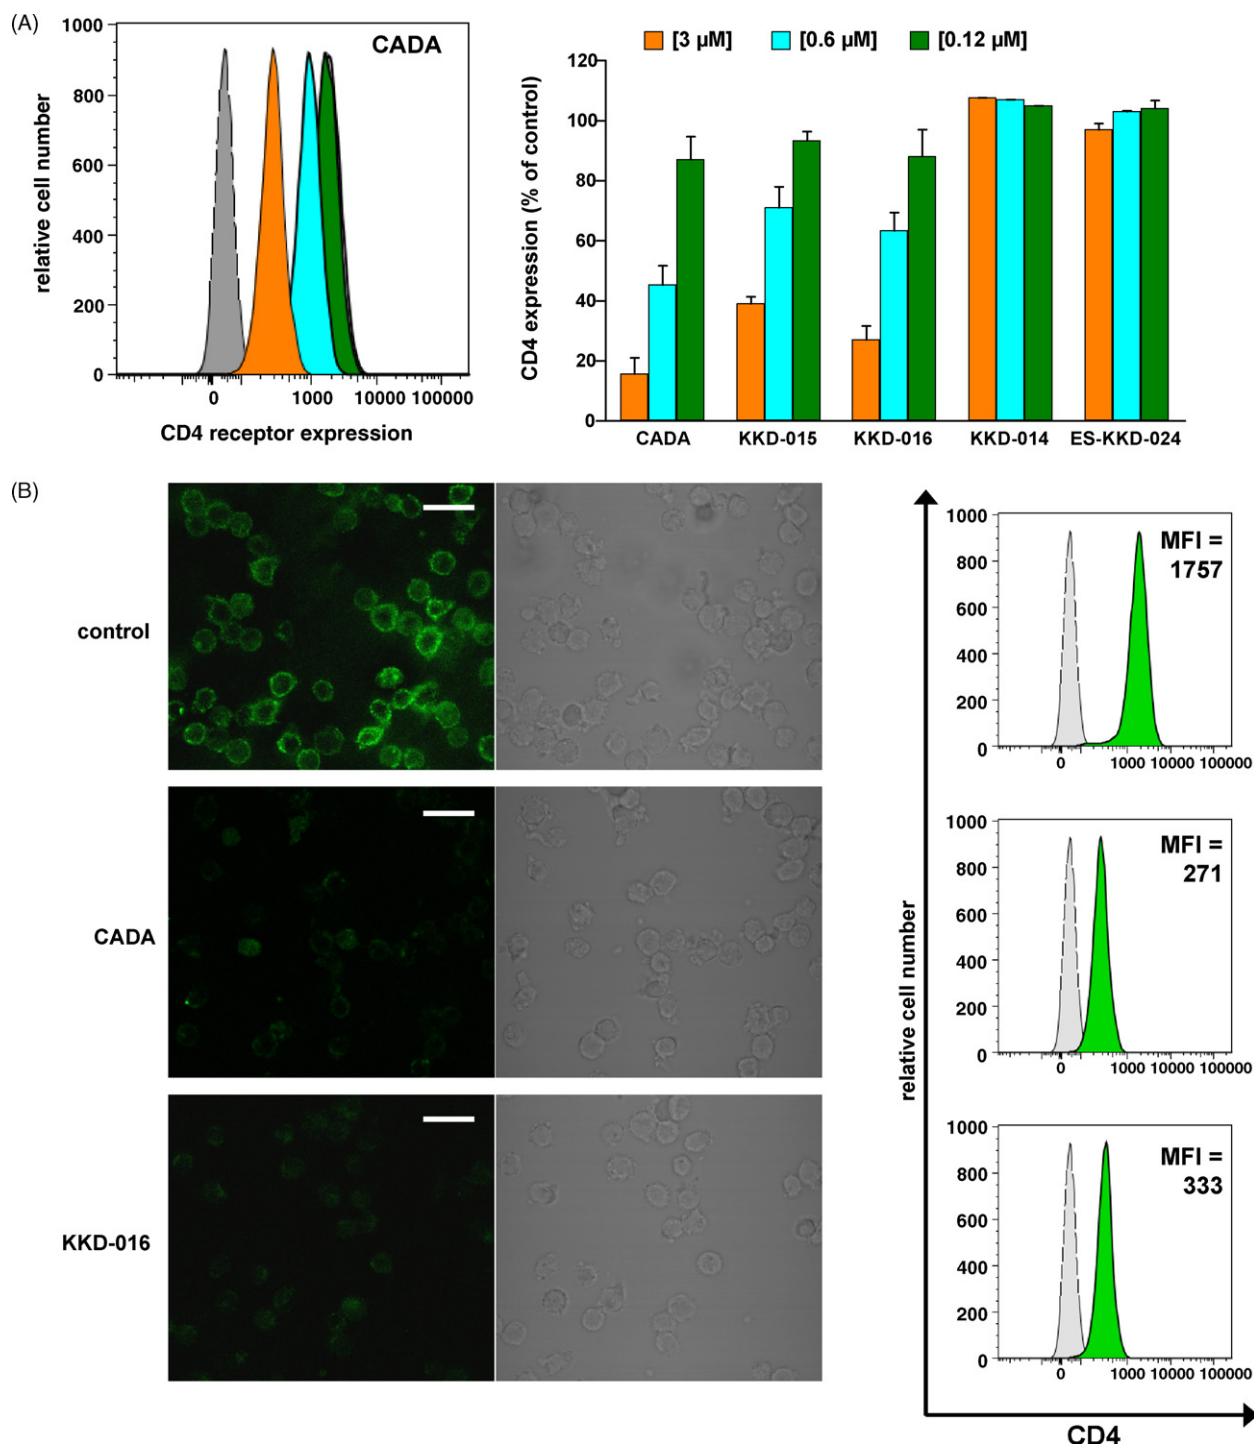 (A)
CADA
1000
800
600
400
200
0
relative cell number
0 1000 10000 100000
CD4 receptor expression
[3 µM] [0.6 µM] [0.12 µM]
120
100
80
60
40
20
0
CD4 expression (% of control)
CADA KKD-015 KKD-016 KKD-014 ES-KKD-024
(B)
control
CADA
KKD-016
1000
800
600
400
200
0
MFI =
1757
0 1000 10000 100000
1000
800
600
400
200
0
MFI =
271
0 1000 10000 100000
1000
800
600
400
200
0
MFI =
333
0 1000 10000 100000
relative cell number
CD4